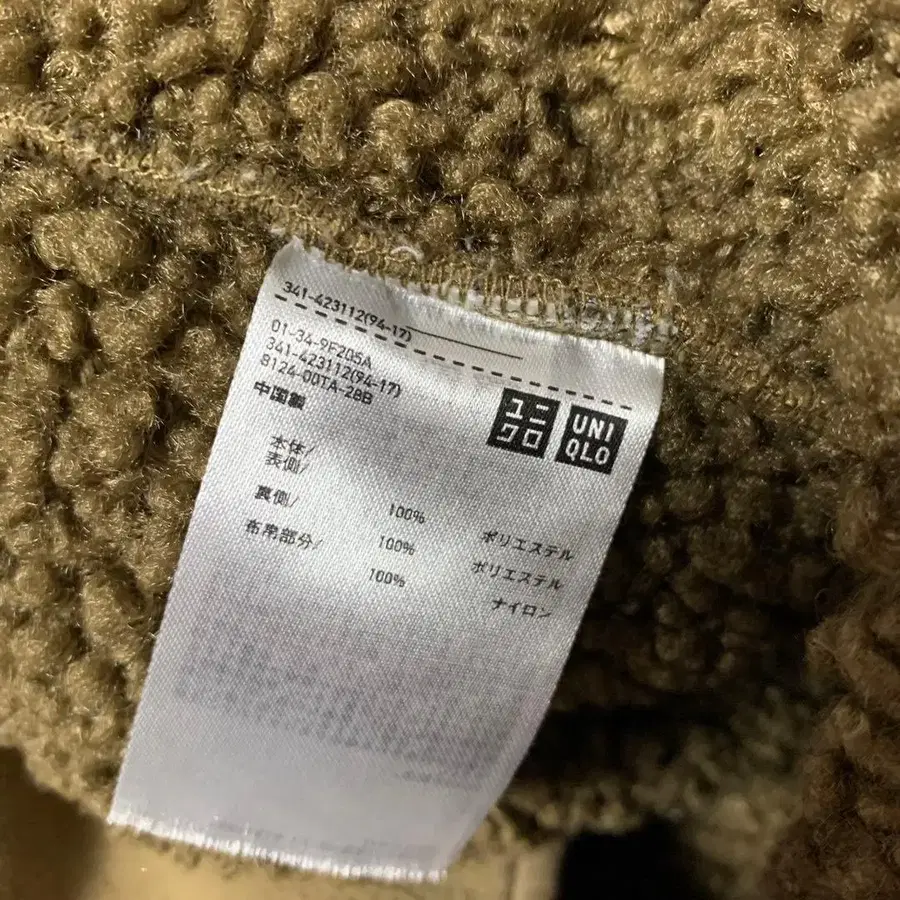 341-423112(94-17)
01-34-9F205A
341-423112(94-17)
8124-001A-28B
中国製
ユニ
クロ
UNI
QLO
本体/
表側/ 100% ポリエステル
裏側/ 100% ポリエステル
布帛部分/ 100% ナイロン